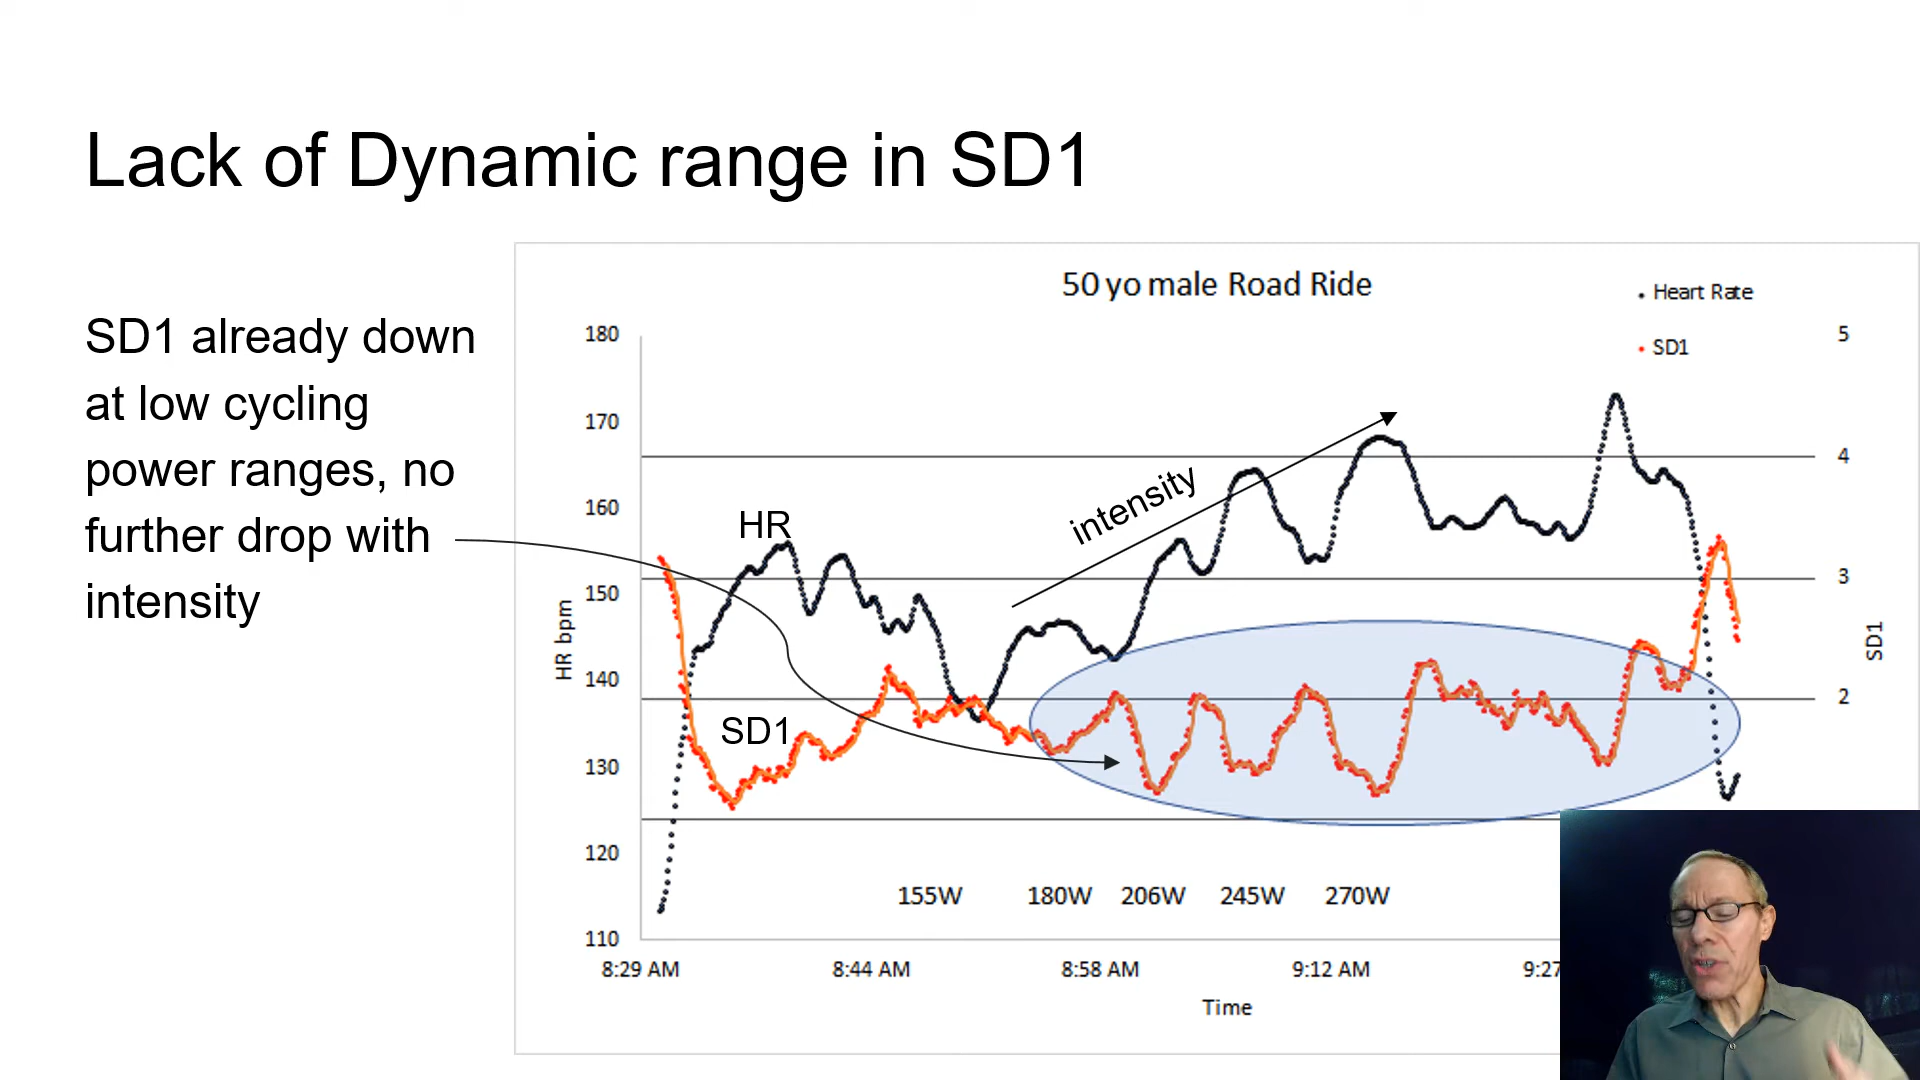 Lack of Dynamic range in SD1
SD1 already down
at low cycling
power ranges, no
further drop with
intensity
50 yo male Road Ride
Heart Rate
SD1
180
170
160
150
140
130
120
110
HR bpm
5
4
3
2
SD1
HR
SD1
intensity
155W 180W 206W 245W 270W
8:29 AM 8:44 AM 8:58 AM 9:12 AM 9:27
Time